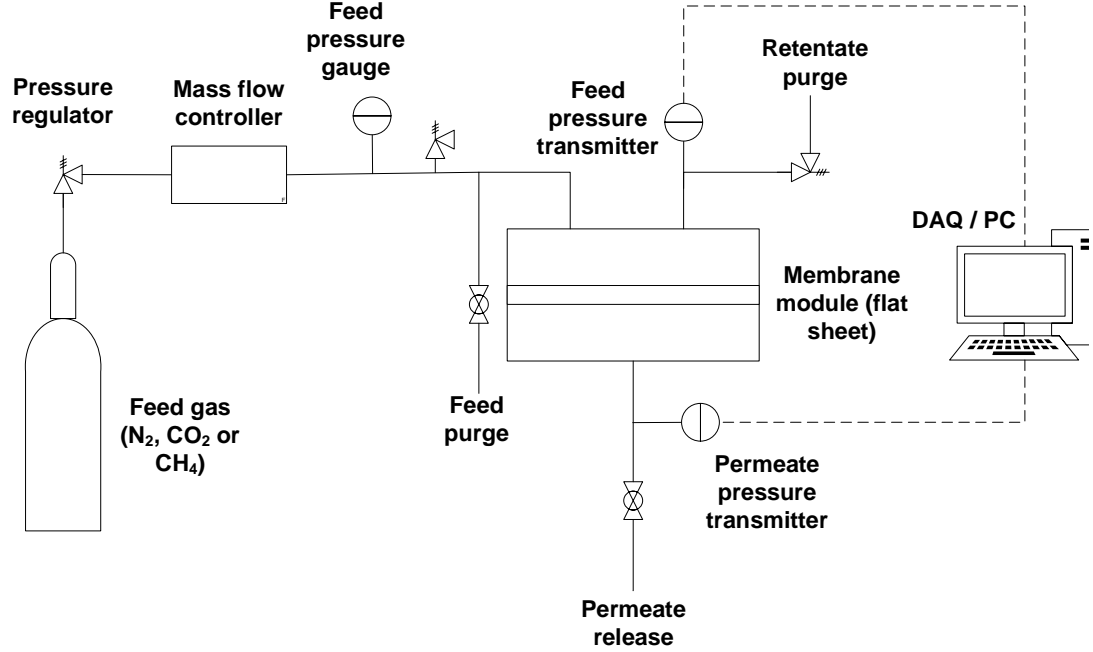 Feed
pressure
gauge
Pressure
regulator
Mass flow
controller
Feed
pressure
transmitter
Retentate
purge
DAQ / PC
Membrane
module (flat
sheet)
Feed gas
(N₂, CO₂ or
CH₄)
Feed
purge
Permeate
pressure
transmitter
Permeate
release